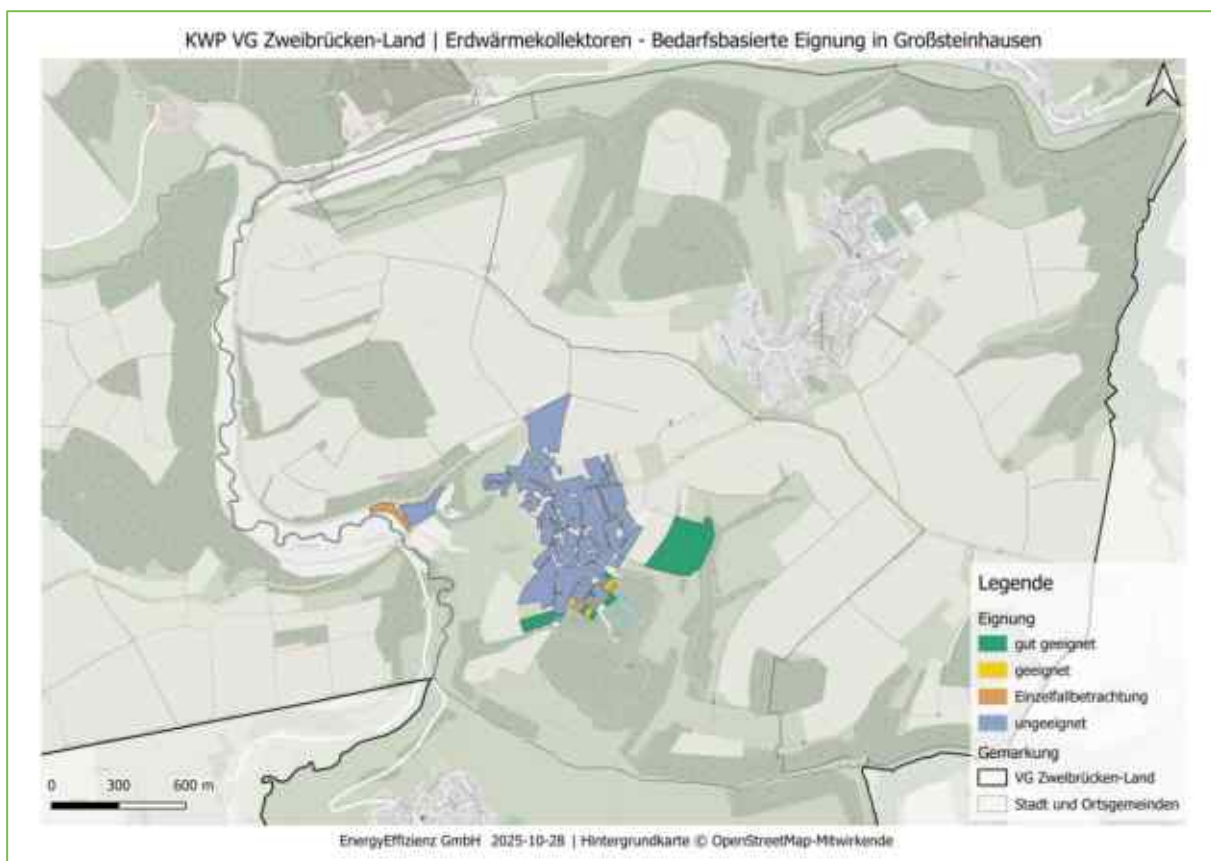 KWP VG Zweibrücken-Land | Erdwärmekollektoren - Bedarfsbasierte Eignung in Großsteinhausen
Legende
Eignung
gut geeignet
geeignet
Einzelfallbetrachtung
ungeeignet
Gemarkung
VG Zweibrücken-Land
Stadt und Ortsgemeinden
0 300 600 m
EnergyEffizienz GmbH 2025-10-28 | Hintergrundkarte © OpenStreetMap-Mitwirkende